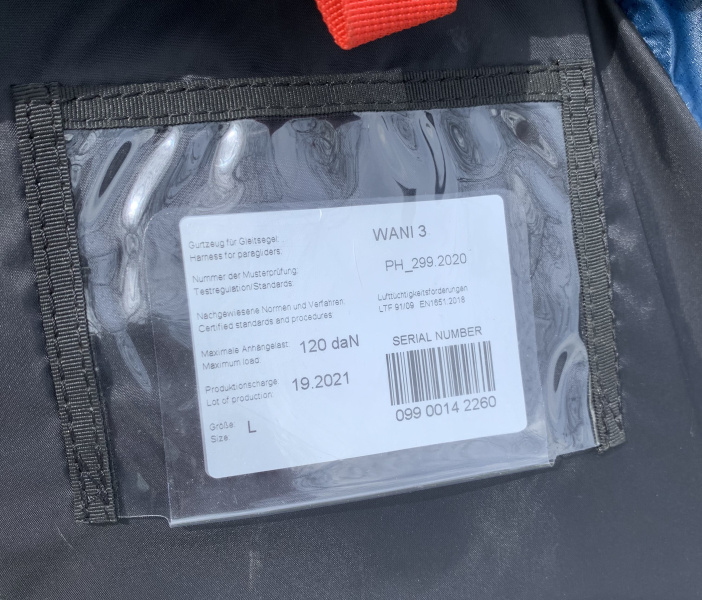 Gurtzeug für Gleitsegel
Harness for paragliders:
WANI 3
Nummer der Musterprüfung
Testregulation/Standards:
PH_299.2020
Nachgewiesene Normen und Verfahren:
Certified standards and procedures
Lufttüchtigkeitsforderungen
LTF 91/09 EN1651:2018
Maximale Anhängelast:
Maximum load:
120 daN
Produktionscharge
Lot of production:
19.2021
Größe:
Size:
L
SERIAL NUMBER
099 0014 2260